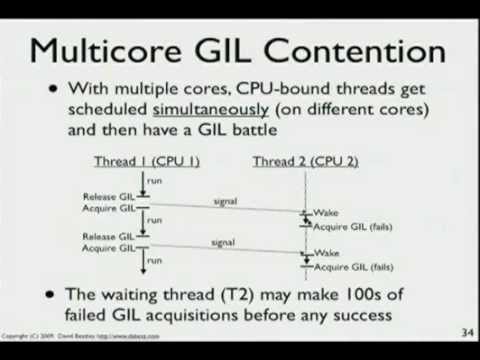 Multicore GIL Contention
• With multiple cores, CPU-bound threads get
scheduled simultaneously (on different cores)
and then have a GIL battle
Thread 1 (CPU 1)
Thread 2 (CPU 2)
run
Release GIL
Acquire GIL
signal
Wake
run
Acquire GIL (fails)
Release GIL
Acquire GIL
signal
Wake
run
Acquire GIL (fails)
• The waiting thread (T2) may make 100s of
failed GIL acquisitions before any success
Copyright (C) 2009, David Beazley, http://www.dabeaz.com
34